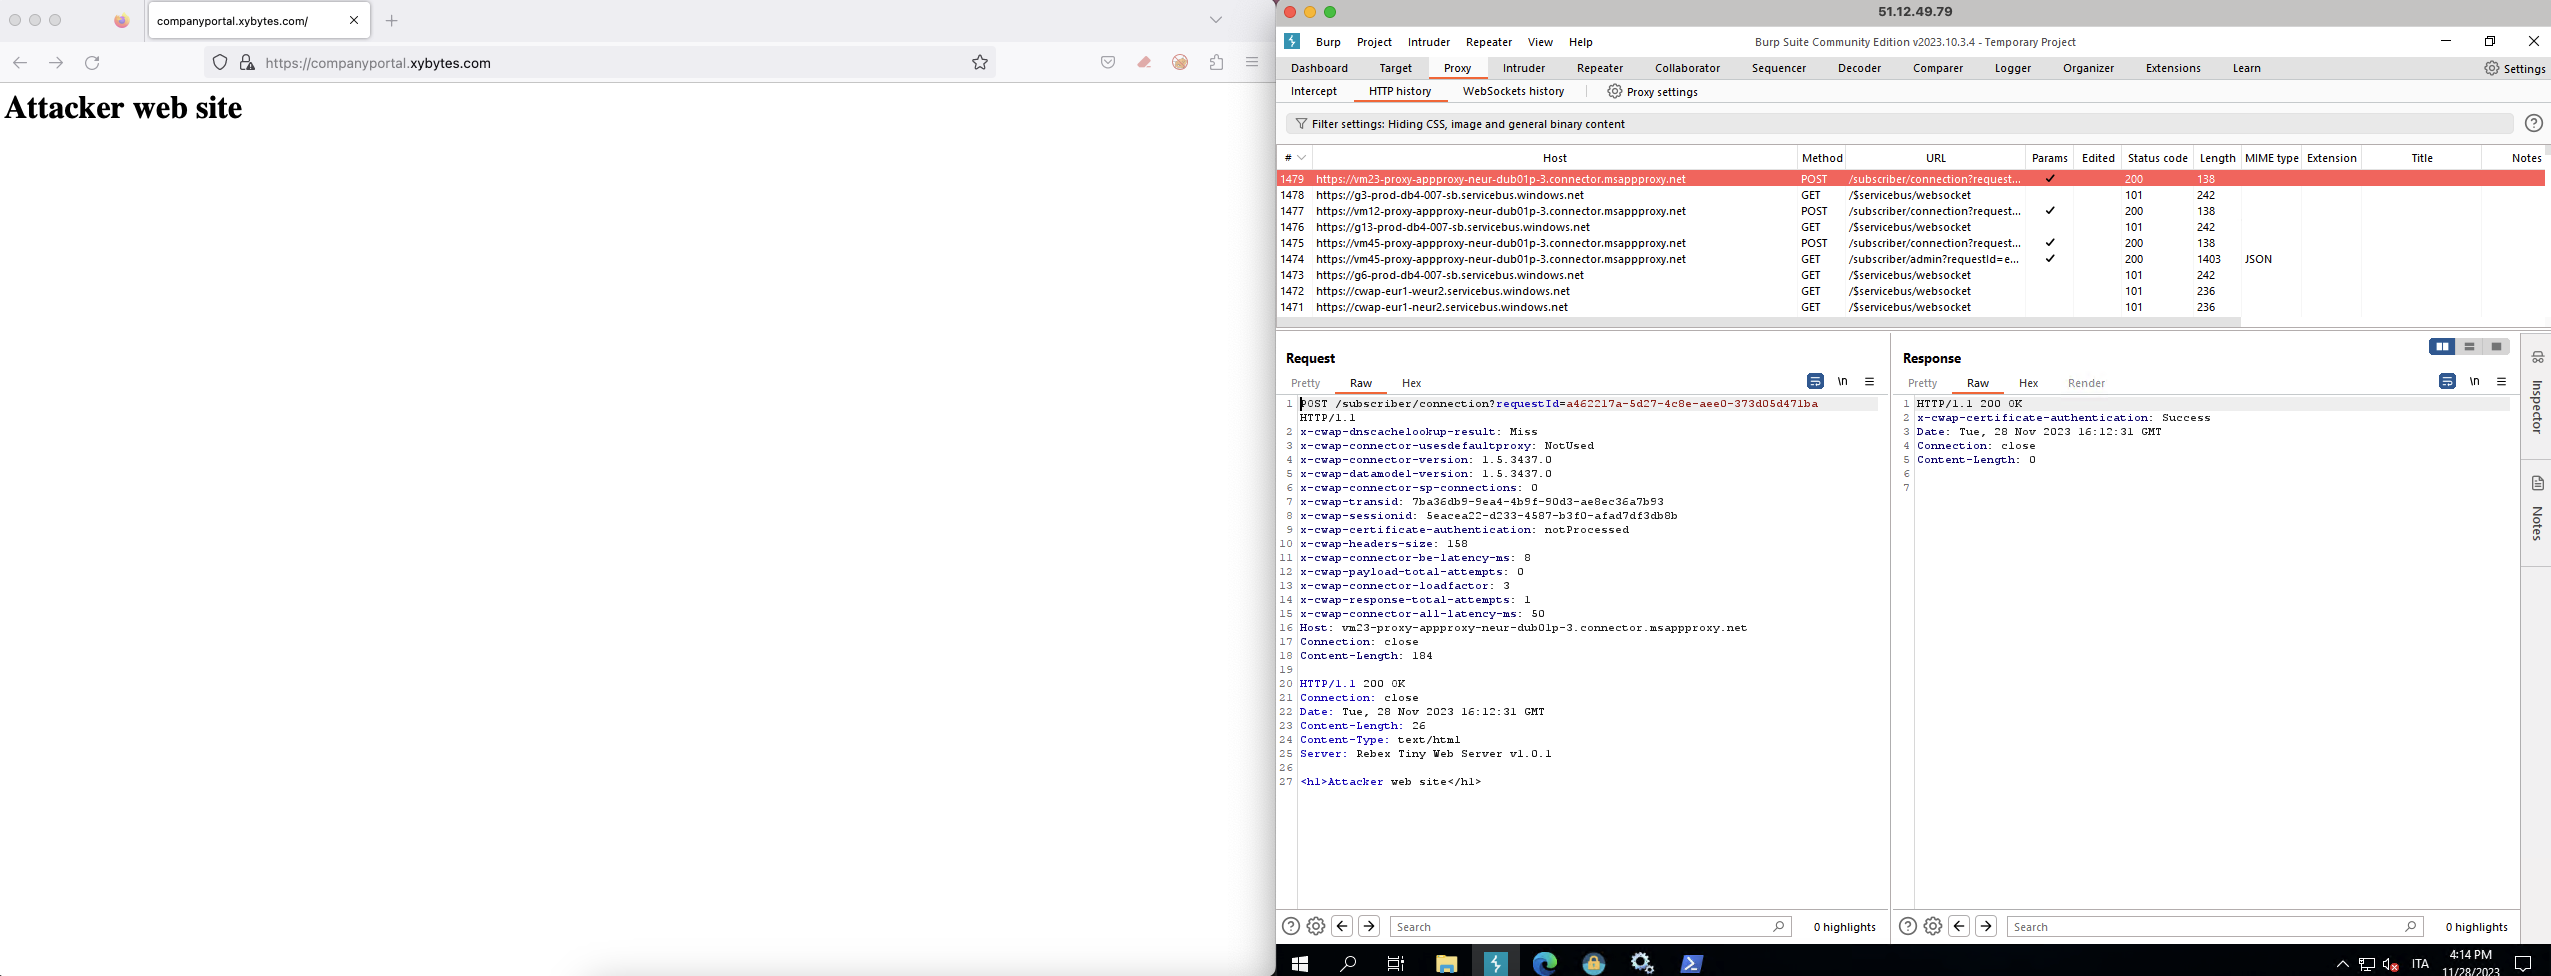 companyportal.xybytes.com/
https://companyportal.xybytes.com
Attacker web site
51.12.49.79
Burp Project Intruder Repeater View Help
Burp Suite Community Edition v2023.10.3.4 - Temporary Project
Dashboard Target Proxy Intruder Repeater Collaborator Sequencer Decoder Comparer Logger Organizer Extensions Learn Settings
Intercept HTTP history WebSockets history Proxy settings
Filter settings: Hiding CSS, image and general binary content
# Host Method URL Params Edited Status code Length MIME type Extension Title Notes
1479 https://vm23-proxy-appproxy-neur-dub01p-3.connector.msappproxy.net POST /subscriber/connection?request... ✓ 200 138
1478 https://g3-prod-db4-007-sb.servicebus.windows.net GET /$servicebus/websocket 101 242
1477 https://vm12-proxy-appproxy-neur-dub01p-3.connector.msappproxy.net POST /subscriber/connection?request... ✓ 200 138
1476 https://g13-prod-db4-007-sb.servicebus.windows.net GET /$servicebus/websocket 101 242
1475 https://vm45-proxy-appproxy-neur-dub01p-3.connector.msappproxy.net POST /subscriber/connection?request... ✓ 200 138
1474 https://vm45-proxy-appproxy-neur-dub01p-3.connector.msappproxy.net GET /subscriber/admin?requestId=e... ✓ 200 1403 JSON
1473 https://g6-prod-db4-007-sb.servicebus.windows.net GET /$servicebus/websocket 101 242
1472 https://cwap-eur1-weur2.servicebus.windows.net GET /$servicebus/websocket 101 236
1471 https://cwap-eur1-neur2.servicebus.windows.net GET /$servicebus/websocket 101 236
Request
Pretty Raw Hex \n
1 POST /subscriber/connection?requestId=a462217a-5d27-4c8e-aee0-373d05d471ba
HTTP/1.1
2 x-cwap-dnscachelookup-result: Miss
3 x-cwap-connector-usesdefaultproxy: NotUsed
4 x-cwap-connector-version: 1.5.3437.0
5 x-cwap-datamodel-version: 1.5.3437.0
6 x-cwap-connector-sp-connections: 0
7 x-cwap-transid: 7ba36db9-9ea4-4b9f-90d3-ae8ec36a7b93
8 x-cwap-sessionid: 5eacea22-d233-4587-b3f0-afad7df3db8b
9 x-cwap-certificate-authentication: notProcessed
10 x-cwap-headers-size: 158
11 x-cwap-connector-be-latency-ms: 8
12 x-cwap-payload-total-attempts: 0
13 x-cwap-connector-loadfactor: 3
14 x-cwap-response-total-attempts: 1
15 x-cwap-connector-all-latency-ms: 50
16 Host: vm23-proxy-appproxy-neur-dub01p-3.connector.msappproxy.net
17 Connection: close
18 Content-Length: 184
19
20 HTTP/1.1 200 OK
21 Connection: close
22 Date: Tue, 28 Nov 2023 16:12:31 GMT
23 Content-Length: 26
24 Content-Type: text/html
25 Server: Rebex Tiny Web Server v1.0.1
26
27 <h1>Attacker web site</h1>
Search
0 highlights
Response
Pretty Raw Hex Render \n
1 HTTP/1.1 200 OK
2 x-cwap-certificate-authentication: Success
3 Date: Tue, 28 Nov 2023 16:12:31 GMT
4 Connection: close
5 Content-Length: 0
6
7
Search
0 highlights
Inspector
Notes
ITA
4:14 PM
11/28/2023